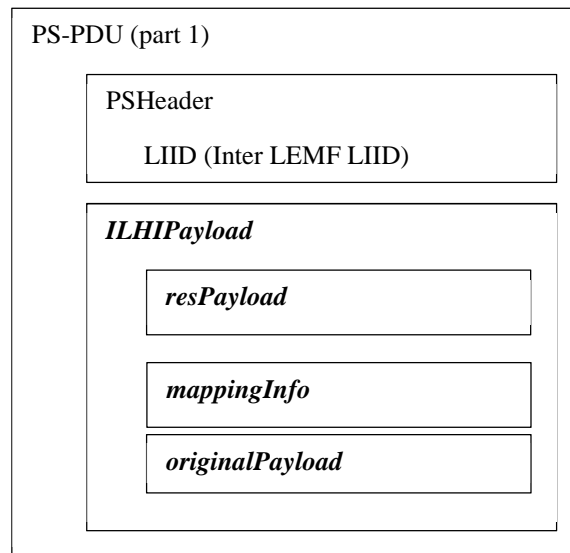 PS-PDU (part 1)
PSHeader
LIID (Inter LEMF LIID)
ILHIPayload
resPayload
mappingInfo
originalPayload